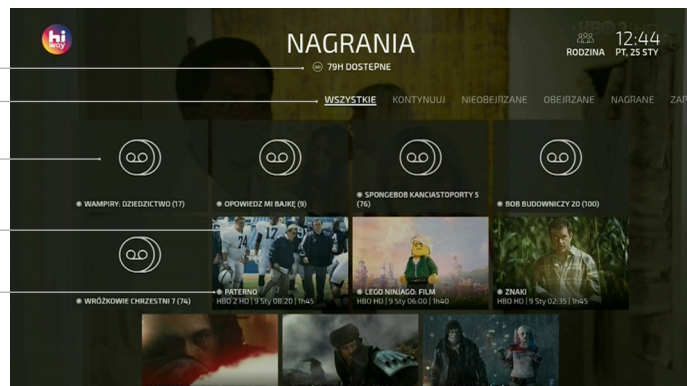 hi
way
NAGRANIA
79H DOSTĘPNE
RODZINA
12:44
PT, 25 STY
WSZYSTKIE KONTYNUUJ NIEOBEJRZANE OBEJRZANE NAGRANE ZAP
WAMPIRY: DZIEDZICTWO (17)
OPOWIEDZ MI BAJKĘ (9)
SPONGEBOB KANCIASTOPORTY 5
(76)
BOB BUDOWNICZY 20 (100)
WRÓŻKOWIE CHRZESTNI 7 (74)
PATERNO
HBO 2 HD | 9 Sty 08:20 | 1h45
LEGO NINJAGO: FILM
HBO HD | 9 Sty 06:00 | 1h40
ZNAKI
HBO HD | 9 Sty 02:35 | 1h45